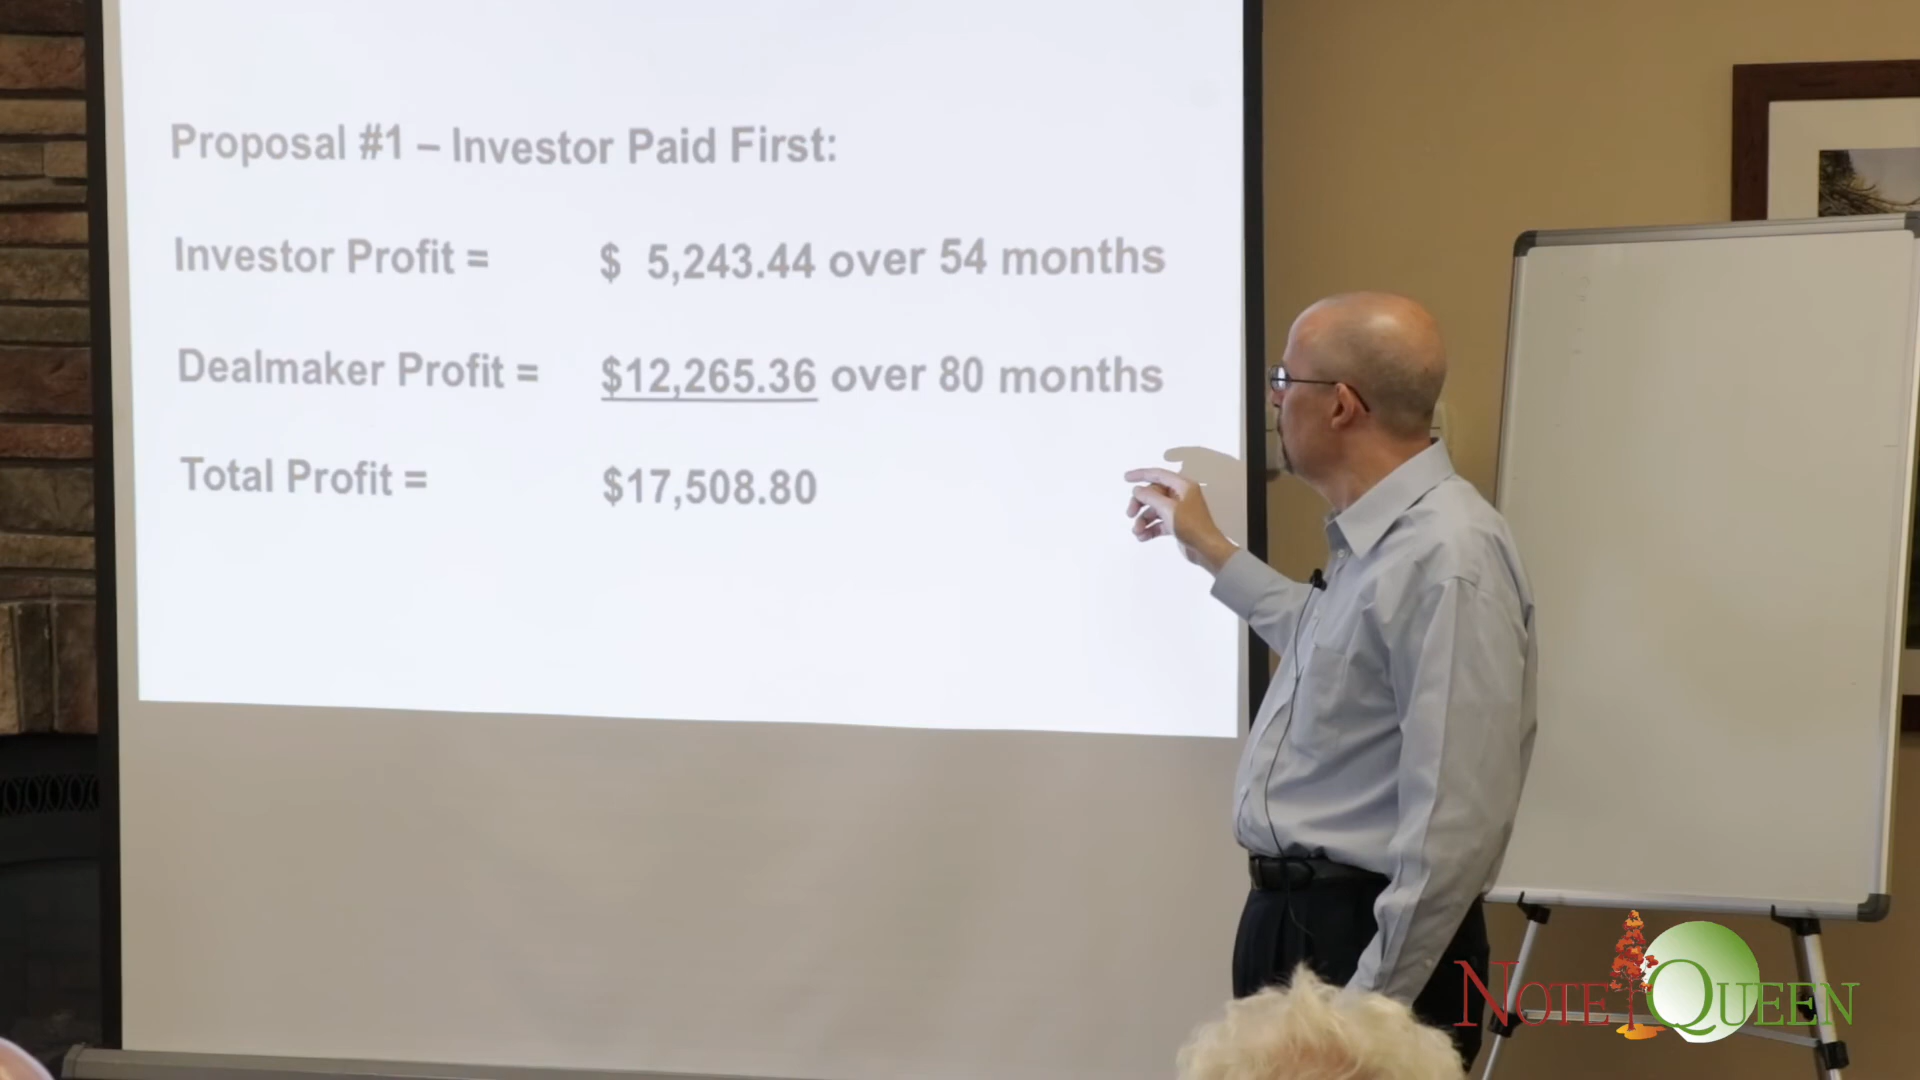 Proposal #1 – Investor Paid First:
Investor Profit = $ 5,243.44 over 54 months
Dealmaker Profit = $12,265.36 over 80 months
Total Profit = $17,508.80
NOTE QUEEN